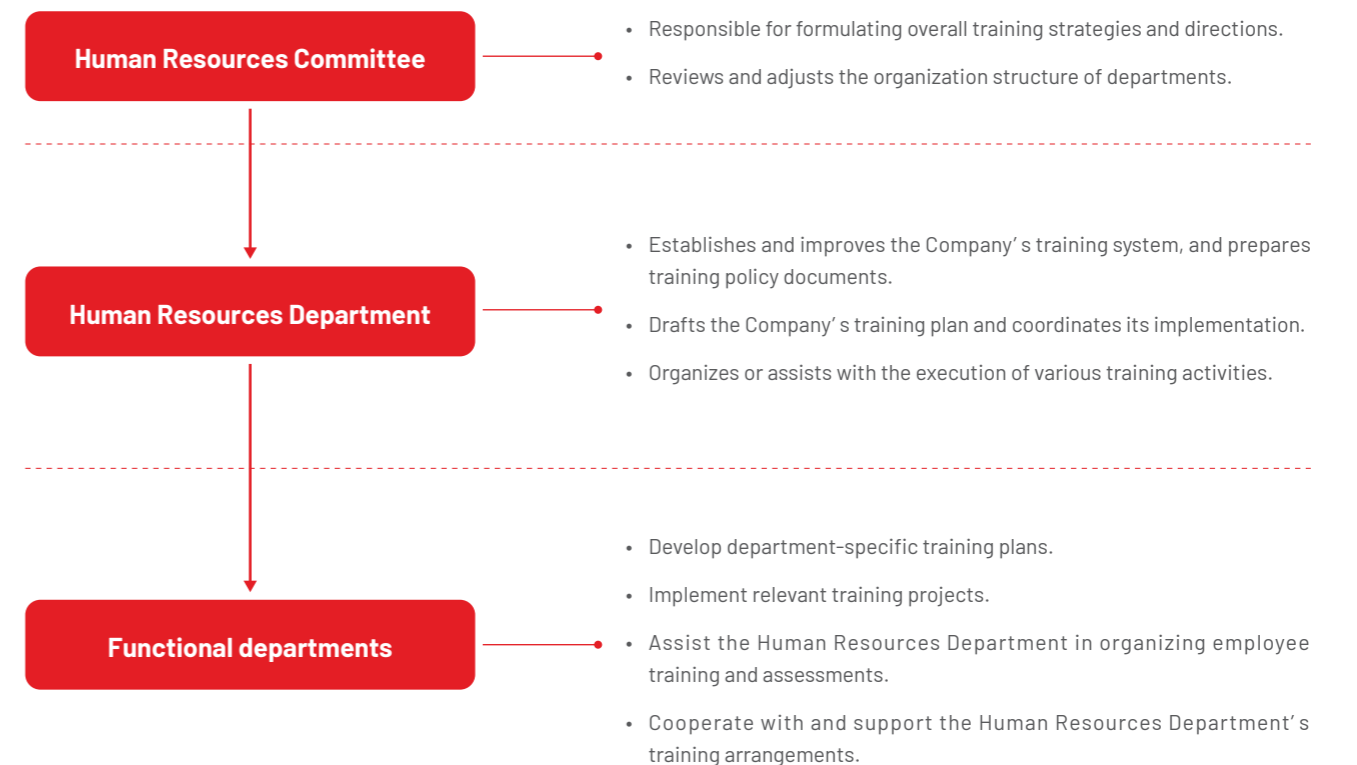 Human Resources Committee
• Responsible for formulating overall training strategies and directions.
• Reviews and adjusts the organization structure of departments.
Human Resources Department
• Establishes and improves the Company’ s training system, and prepares
training policy documents.
• Drafts the Company’ s training plan and coordinates its implementation.
• Organizes or assists with the execution of various training activities.
Functional departments
• Develop department-specific training plans.
• Implement relevant training projects.
• Assist the Human Resources Department in organizing employee
training and assessments.
• Cooperate with and support the Human Resources Department’ s
training arrangements.